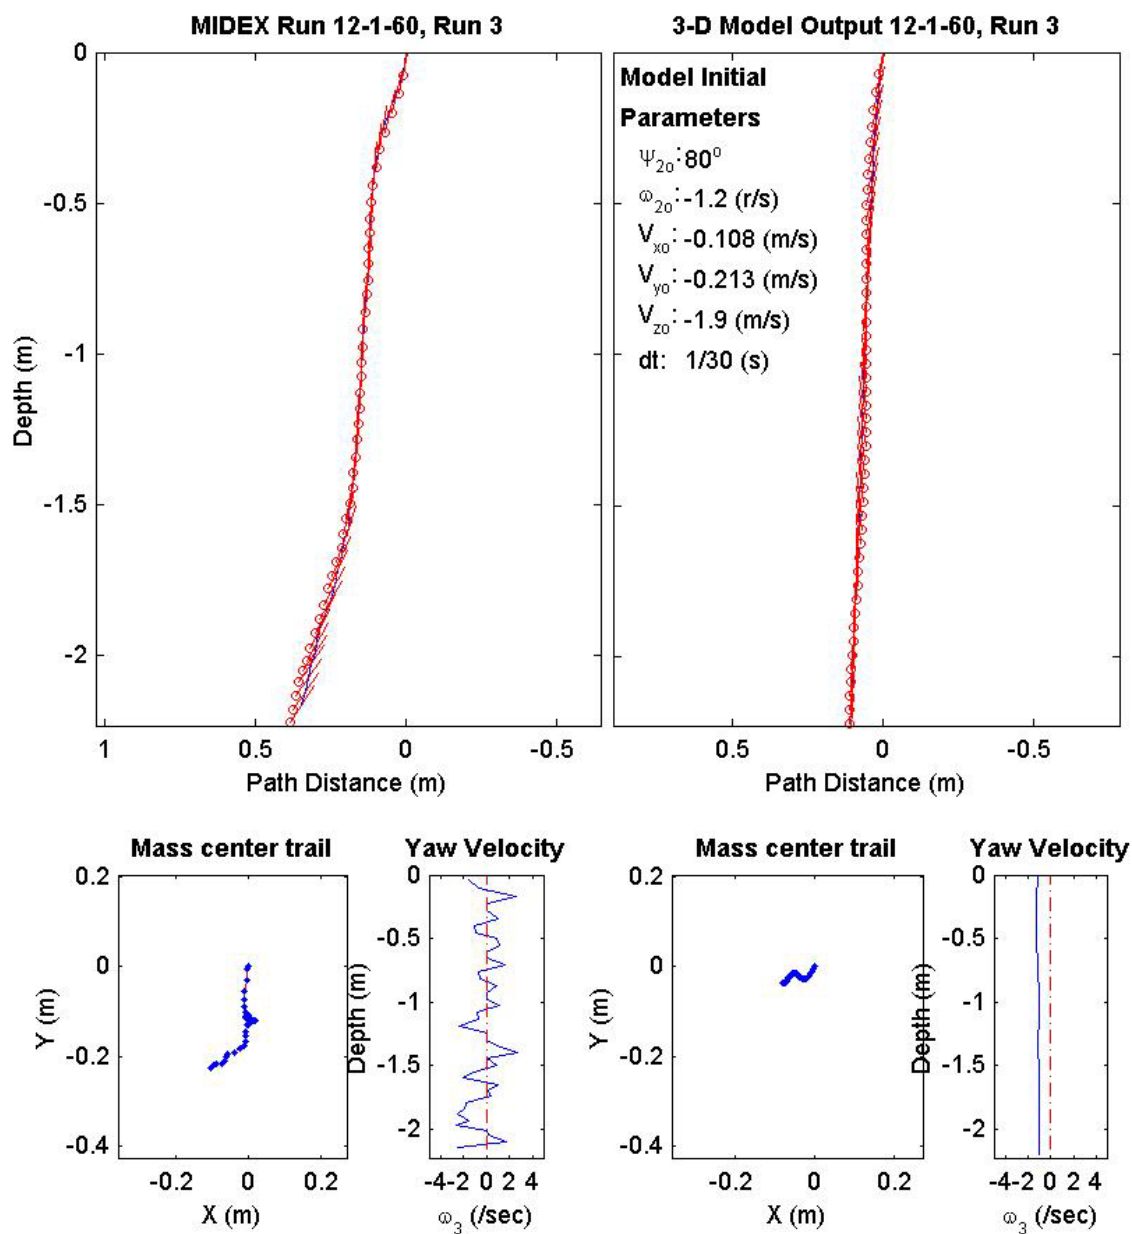 MIDEX Run 12-1-60, Run 3
0
-0.5
-1
-1.5
-2
Depth (m)
1 0.5 0 -0.5
Path Distance (m)
3-D Model Output 12-1-60, Run 3
Model Initial
Parameters
Ψ2o: 80o
ω2o: -1.2 (r/s)
Vxo: -0.108 (m/s)
Vyo: -0.213 (m/s)
Vzo: -1.9 (m/s)
dt: 1/30 (s)
0.5 0 -0.5
Path Distance (m)
Mass center trail
0.2
0
-0.2
-0.4
Y (m)
-0.2 0 0.2
X (m)
Yaw Velocity
0
-0.5
-1
-1.5
-2
Depth (m)
-4 -2 0 2 4
ω3 (/sec)
Mass center trail
0.2
0
-0.2
-0.4
Y (m)
-0.2 0 0.2
X (m)
Yaw Velocity
0
-0.5
-1
-1.5
-2
Depth (m)
-4 -2 0 2 4
ω3 (/sec)